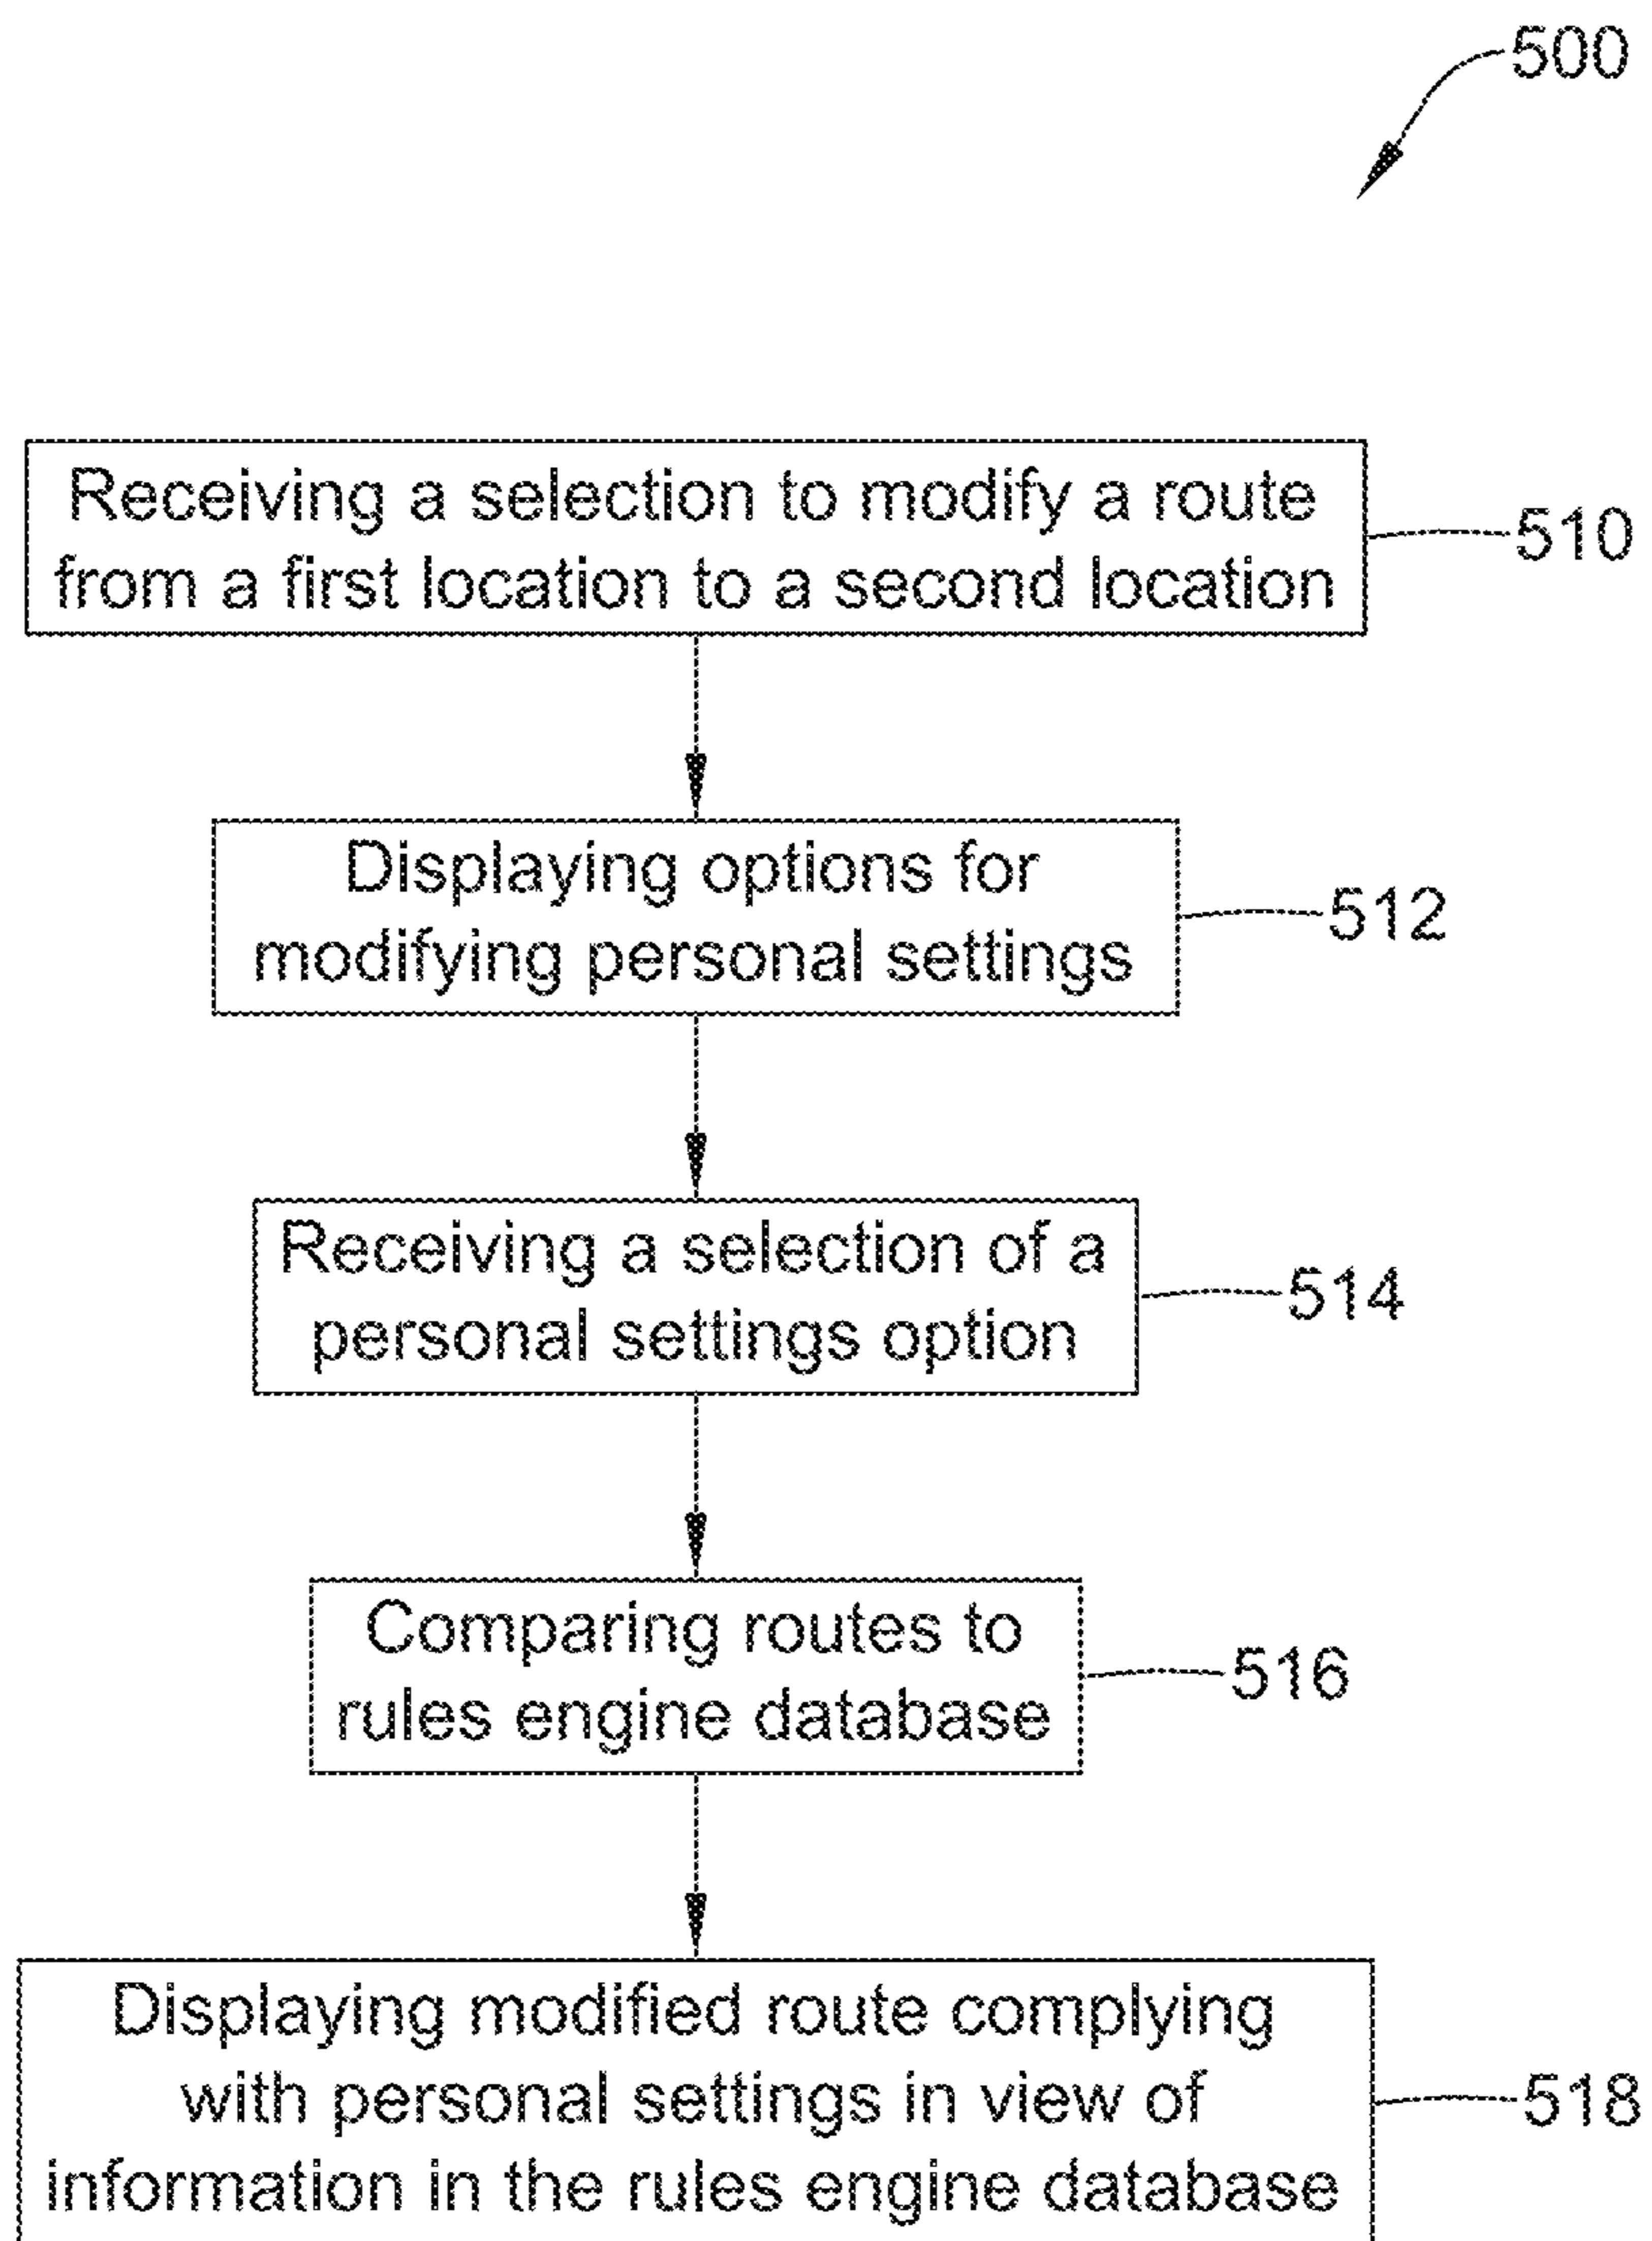 500
Receiving a selection to modify a route
from a first location to a second location
510
Displaying options for
modifying personal settings
512
Receiving a selection of a
personal settings option
514
Comparing routes to
rules engine database
516
Displaying modified route complying
with personal settings in view of
information in the rules engine database
518